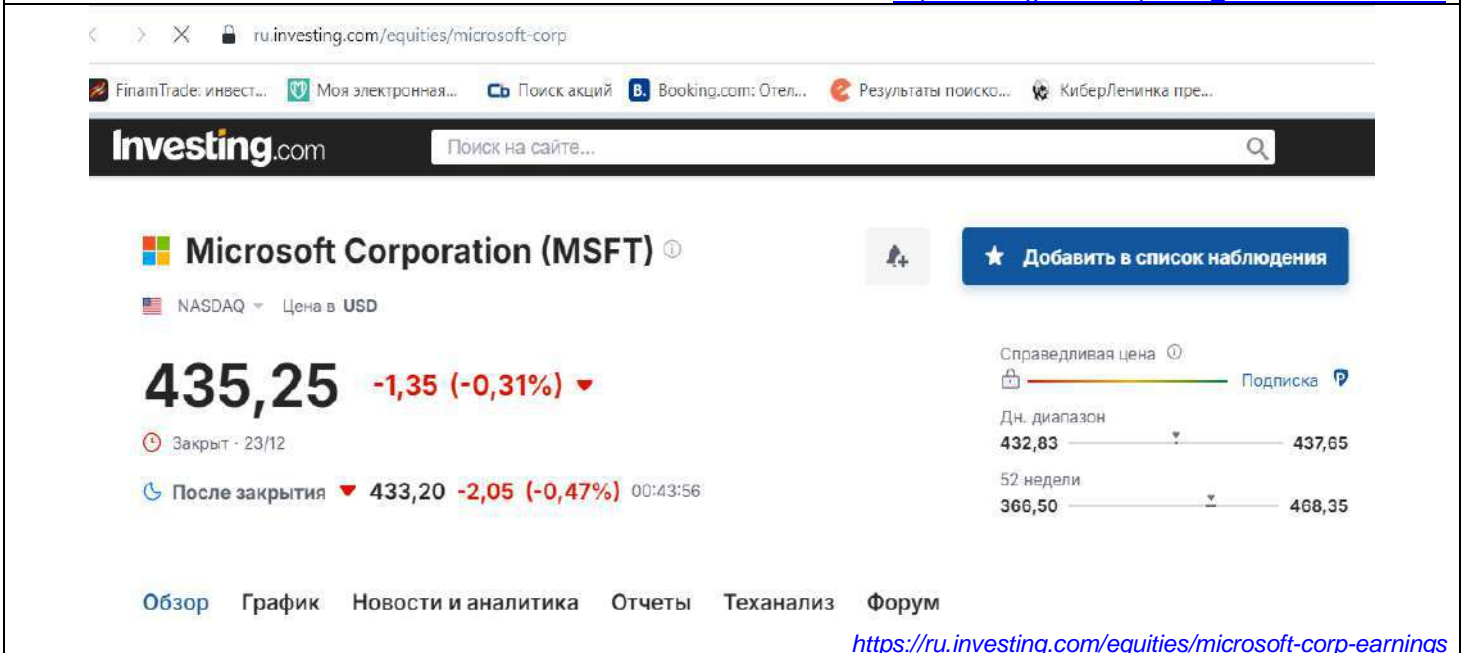 ru.investing.com/equities/microsoft-corp
FinamTrade: инвест... Моя электронная... Сb Поиск акций B. Booking.com: Отел... Результаты поиско... КиберЛенинка пре...
Investing.com Поиск на сайте...
Microsoft Corporation (MSFT)
Добавить в список наблюдения
NASDAQ Цена в USD
435,25 -1,35 (-0,31%)
Справедливая цена
Подписка
Закрыт · 23/12
Дн. диапазон
432,83 437,65
После закрытия 433,20 -2,05 (-0,47%) 00:43:56
52 недели
366,50 468,35
Обзор График Новости и аналитика Отчеты Теханализ Форум
https://ru.investing.com/equities/microsoft-corp-earnings